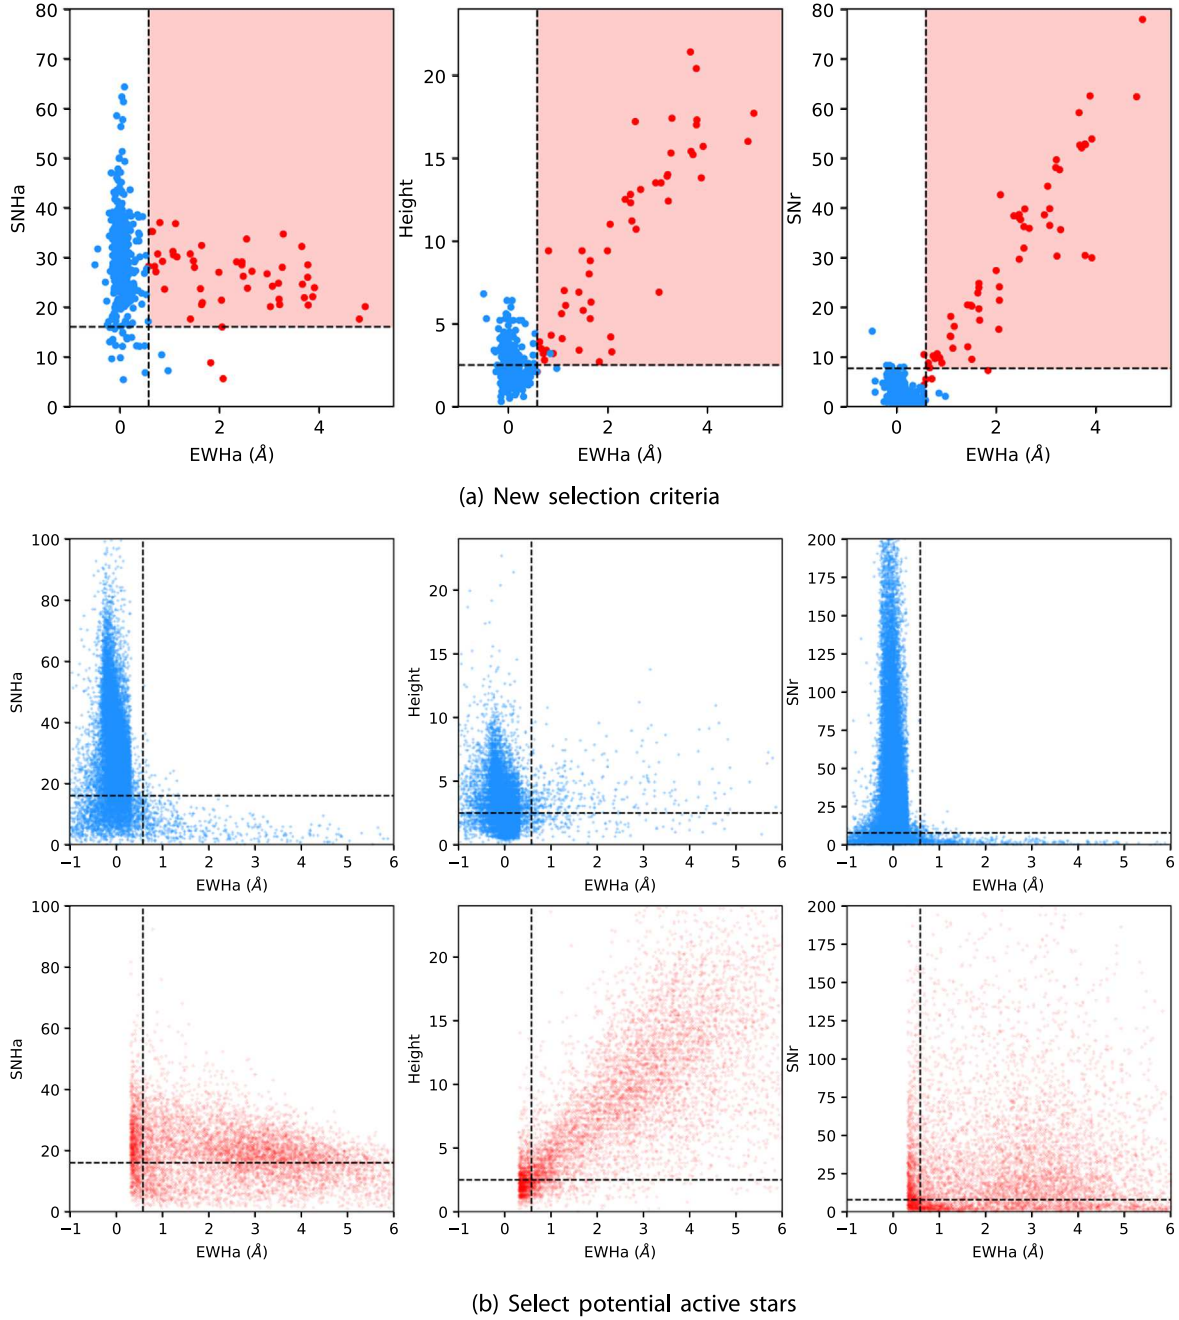 80
70
60
50
40
30
20
10
0
SNHa
0 2 4
EWHa (Å)
20
15
10
5
0
Height
0 2 4
EWHa (Å)
80
70
60
50
40
30
20
10
0
SNr
0 2 4
EWHa (Å)
(a) New selection criteria
100
80
60
40
20
0
SNHa
−1 0 1 2 3 4 5 6
EWHa (Å)
20
15
10
5
0
Height
−1 0 1 2 3 4 5 6
EWHa (Å)
200
175
150
125
100
75
50
25
0
SNr
−1 0 1 2 3 4 5 6
EWHa (Å)
100
80
60
40
20
0
SNHa
−1 0 1 2 3 4 5 6
EWHa (Å)
20
15
10
5
0
Height
−1 0 1 2 3 4 5 6
EWHa (Å)
200
175
150
125
100
75
50
25
0
SNr
−1 0 1 2 3 4 5 6
EWHa (Å)
(b) Select potential active stars